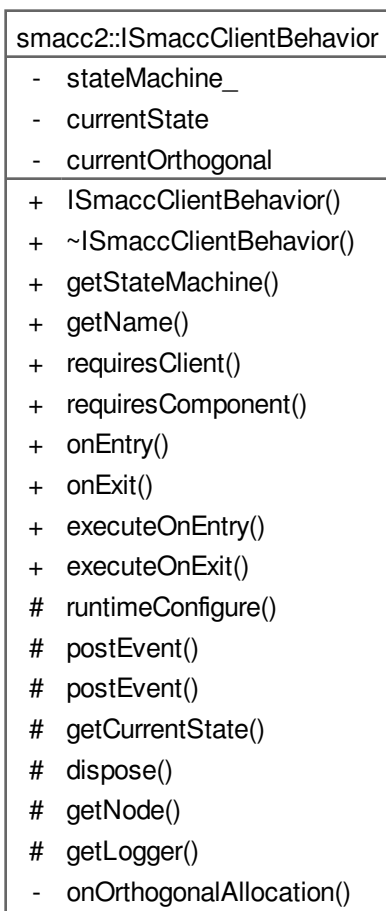 smacc2::ISmaccClientBehavior
- stateMachine_
- currentState
- currentOrthogonal
+ ISmaccClientBehavior()
+ ~ISmaccClientBehavior()
+ getStateMachine()
+ getName()
+ requiresClient()
+ requiresComponent()
+ onEntry()
+ onExit()
+ executeOnEntry()
+ executeOnExit()
# runtimeConfigure()
# postEvent()
# postEvent()
# getCurrentState()
# dispose()
# getNode()
# getLogger()
- onOrthogonalAllocation()